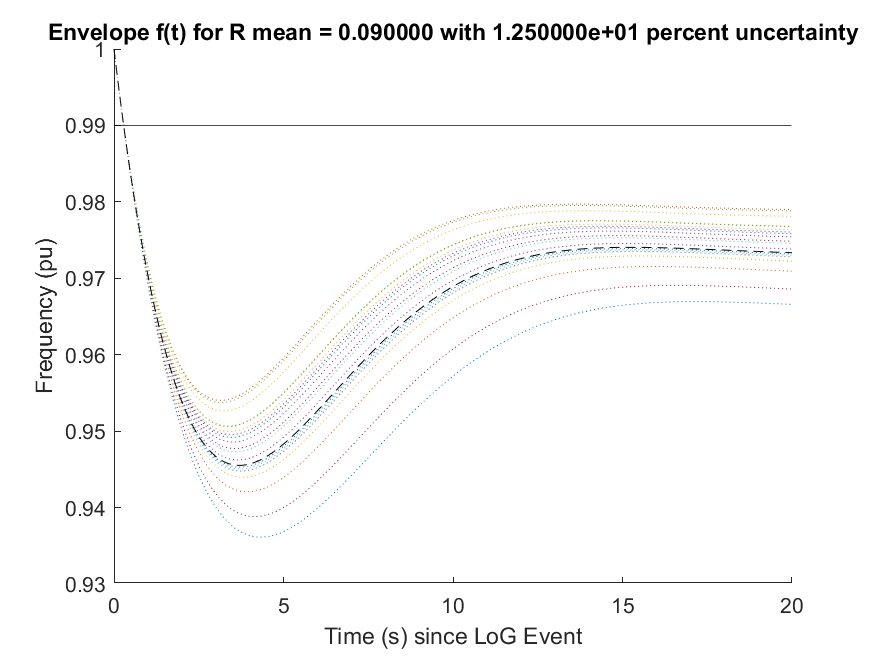 Envelope f(t) for R mean = 0.090000 with 1.250000e+01 percent uncertainty
1
0.99
0.98
0.97
0.96
0.95
0.94
0.93
Frequency (pu)
0 5 10 15 20
Time (s) since LoG Event